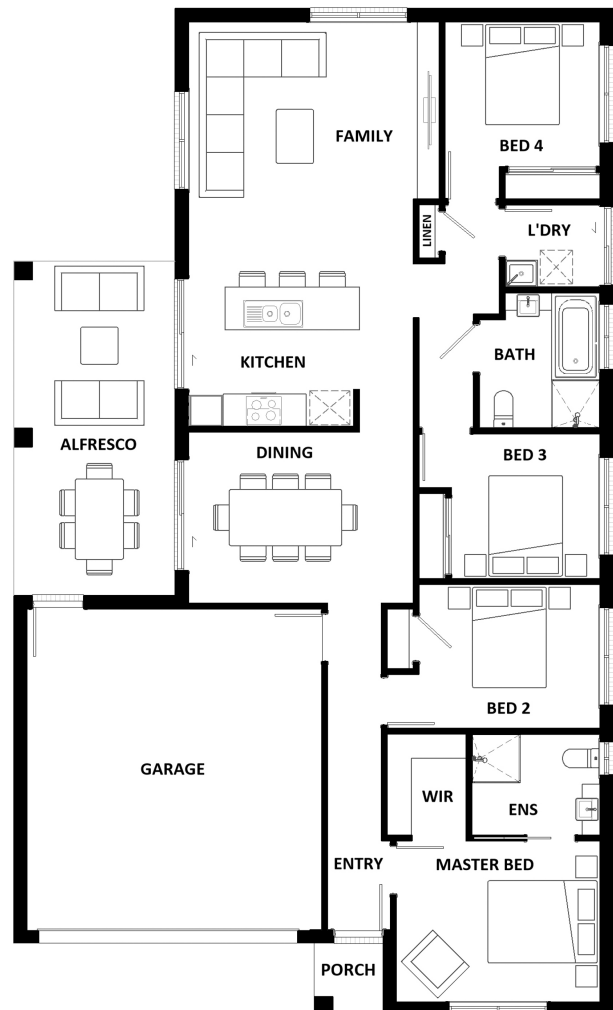 FAMILY
BED 4
LINEN
L'DRY
KITCHEN
BATH
ALFRESCO
DINING
BED 3
BED 2
GARAGE
WIR
ENS
ENTRY
MASTER BED
PORCH